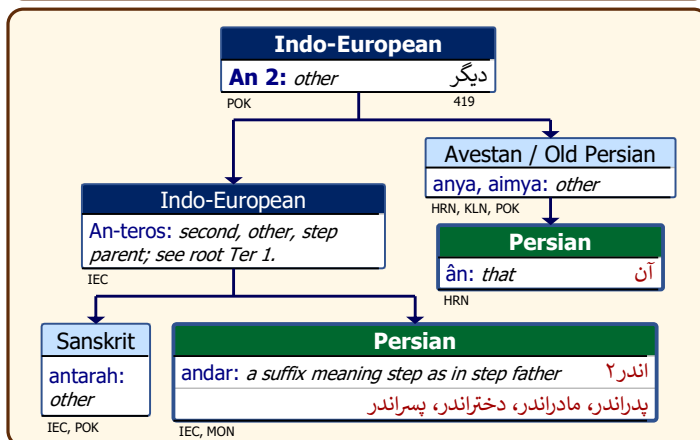 Indo-European
An 2: other دیگر
POK 419
Avestan / Old Persian
anya, aimya: other
HRN, KLN, POK
Indo-European
An-teros: second, other, step
parent; see root Ter 1.
IEC
Persian
ân: that آن
HRN
Sanskrit
antarah:
other
IEC, POK
Persian
andar: a suffix meaning step as in step father اندر۲
پدراندر، مادراندر، دختراندر، پسراندر
IEC, MON